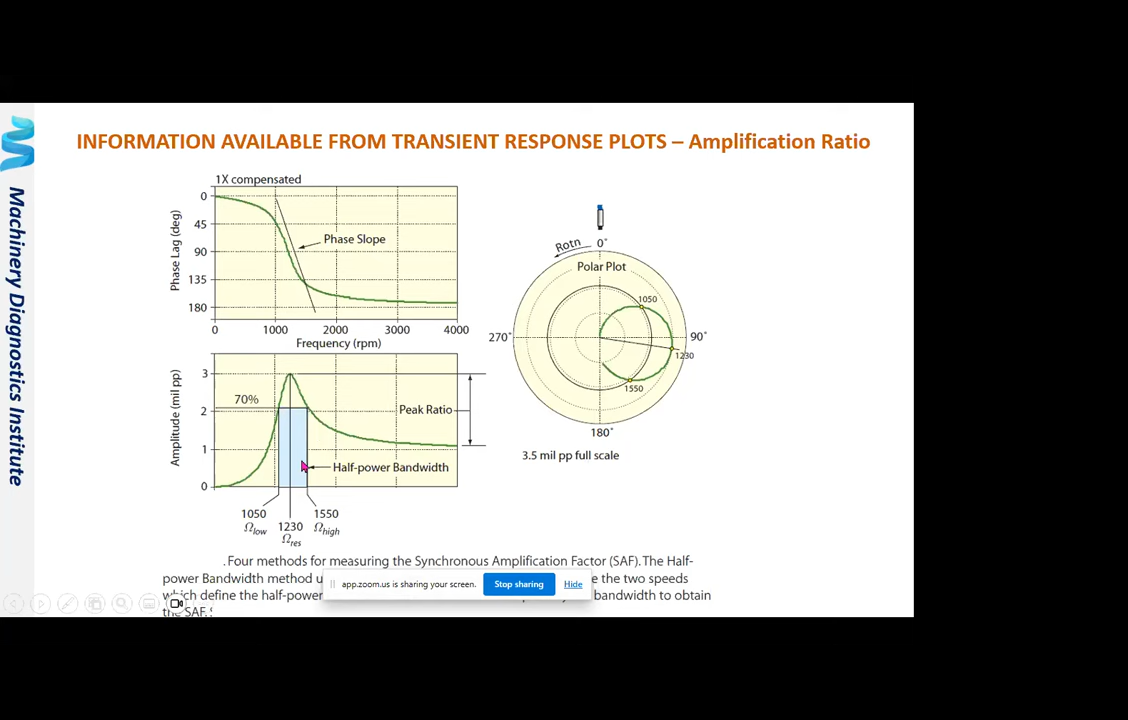 INFORMATION AVAILABLE FROM TRANSIENT RESPONSE PLOTS – Amplification Ratio
Machinery Diagnostics Institute
1X compensated
Phase Lag (deg)
0
45
90
135
180
Phase Slope
0
1000
2000
3000
4000
Frequency (rpm)
Amplitude (mil pp)
3
2
1
0
70%
Peak Ratio
Half-power Bandwidth
1050
Ωlow
1230
Ωres
1550
Ωhigh
Rotn
0°
Polar Plot
1050
270°
90°
1230
1550
180°
3.5 mil pp full scale
. Four methods for measuring the Synchronous Amplification Factor (SAF). The Half-
power Bandwidth method the two speeds
which define the half-power bandwidth to obtain
the SAF.
app.zoom.us is sharing your screen.
Stop sharing
Hide